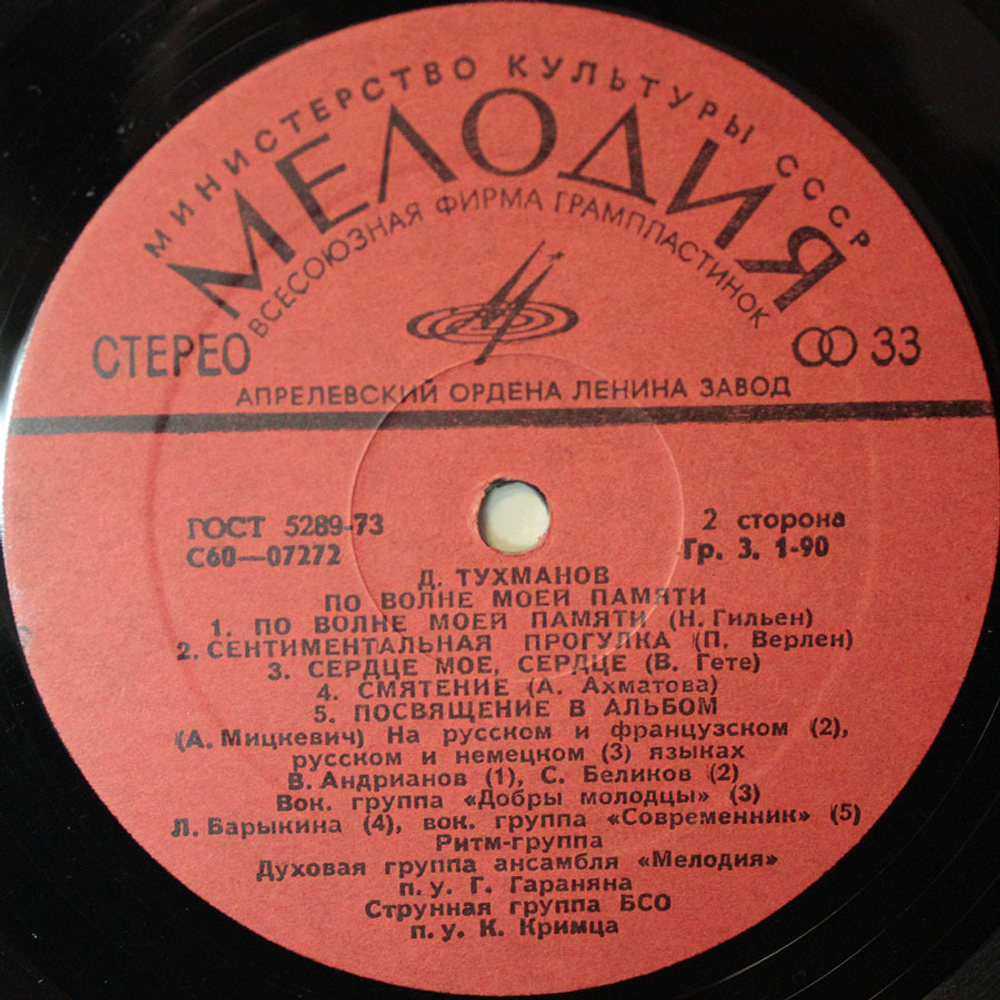 МИНИСТЕРСТВО КУЛЬТУРЫ СССР
МЕЛОДИЯ
ВСЕСОЮЗНАЯ ФИРМА ГРАМПЛАСТИНОК
СТЕРЕО
33
АПРЕЛЕВСКИЙ ОРДЕНА ЛЕНИНА ЗАВОД
ГОСТ 5289-73
2 сторона
С60—07272
Гр. 3. 1-90
Д. ТУХМАНОВ
ПО ВОЛНЕ МОЕЙ ПАМЯТИ
1. ПО ВОЛНЕ МОЕЙ ПАМЯТИ (Н. Гильен)
2. СЕНТИМЕНТАЛЬНАЯ ПРОГУЛКА (П. Верлен)
3. СЕРДЦЕ МОЕ, СЕРДЦЕ (В. Гете)
4. СМЯТЕНИЕ (А. Ахматова)
5. ПОСВЯЩЕНИЕ В АЛЬБОМ
(А. Мицкевич) На русском и французском (2),
русском и немецком (3) языках
В. Андрианов (1), С. Беликов (2)
Вок. группа «Добры молодцы» (3)
Л. Барыкина (4), вок. группа «Современник» (5)
Ритм-группа
Духовая группа ансамбля «Мелодия»
п. у. Г. Гараняна
Струнная группа БСО
п. у. К. Кримца